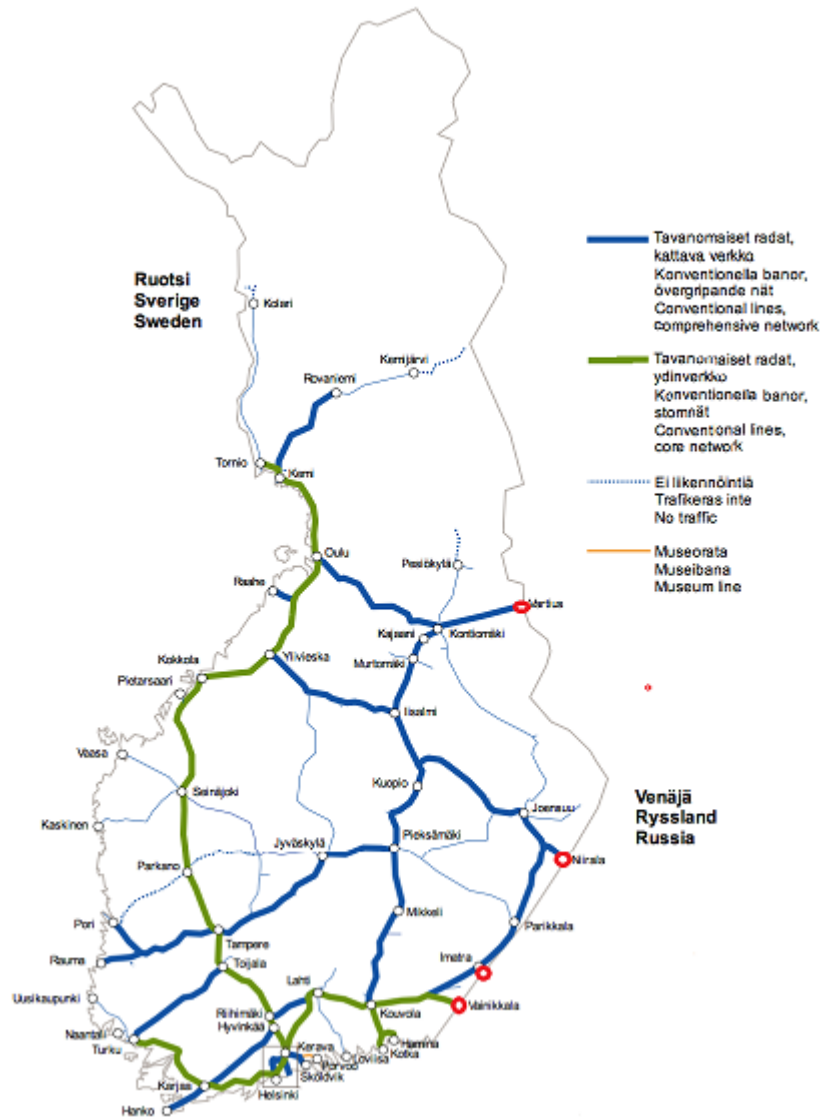 Ruotsi
Sverige
Sweden
Tavanomaiset radat,
kattava verkko
Konventionella banor,
övergripande nät
Conventional lines,
comprehensive network
Tavanomaiset radat,
ydinverkko
Konventionella banor,
stomnät
Conventional lines,
core network
Ei liikennöintiä
Trafikeras inte
No traffic
Museorata
Museibana
Museum line
Venäjä
Ryssland
Russia
Kolari
Kemijärvi
Rovaniemi
Tornio
Kemi
Oulu
Pesiökylä
Raahe
Vartius
Kajaani
Kontiomäki
Ylivieska
Murtomäki
Kokkola
Pietarsaari
Iisalmi
Vaasa
Kuopio
Seinäjoki
Joensuu
Kaskinen
Jyväskylä
Pieksämäki
Niirala
Parkano
Mikkeli
Pori
Parikkala
Tampere
Rauma
Imatra
Toijala
Lahti
Uusikaupunki
Vainikkala
Kouvola
Riihimäki
Hyvinkää
Naantali
Turku
Hamina
Kotka
Kerava
Loviisa
Porvoo
Sköldvik
Karjaa
Helsinki
Hanko